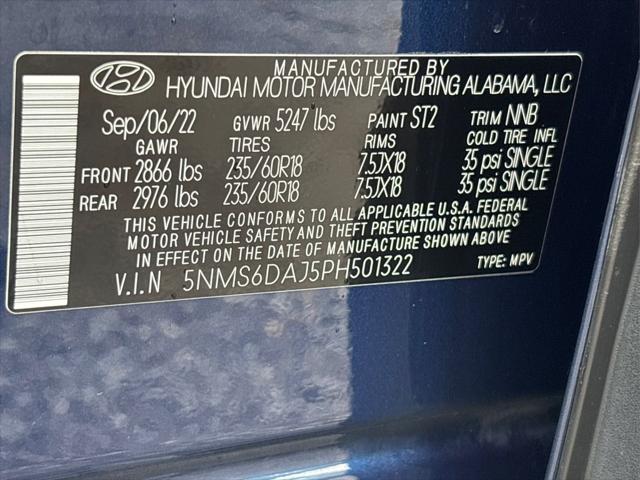 MANUFACTURED BY
HYUNDAI MOTOR MANUFACTURING ALABAMA, LLC
Sep/06/22 GVWR 5247 lbs PAINT ST2 TRIM NNB
GAWR TIRES RIMS COLD TIRE INFL
FRONT 2866 lbs 235/60R18 7.5JX18 35 psi SINGLE
REAR 2976 lbs 235/60R18 7.5JX18 35 psi SINGLE
THIS VEHICLE CONFORMS TO ALL APPLICABLE U.S.A. FEDERAL
MOTOR VEHICLE SAFETY AND THEFT PREVENTION STANDARDS
IN EFFECT ON THE DATE OF MANUFACTURE SHOWN ABOVE.
V.I.N 5NMS6DAJ5PH501322 TYPE: MPV